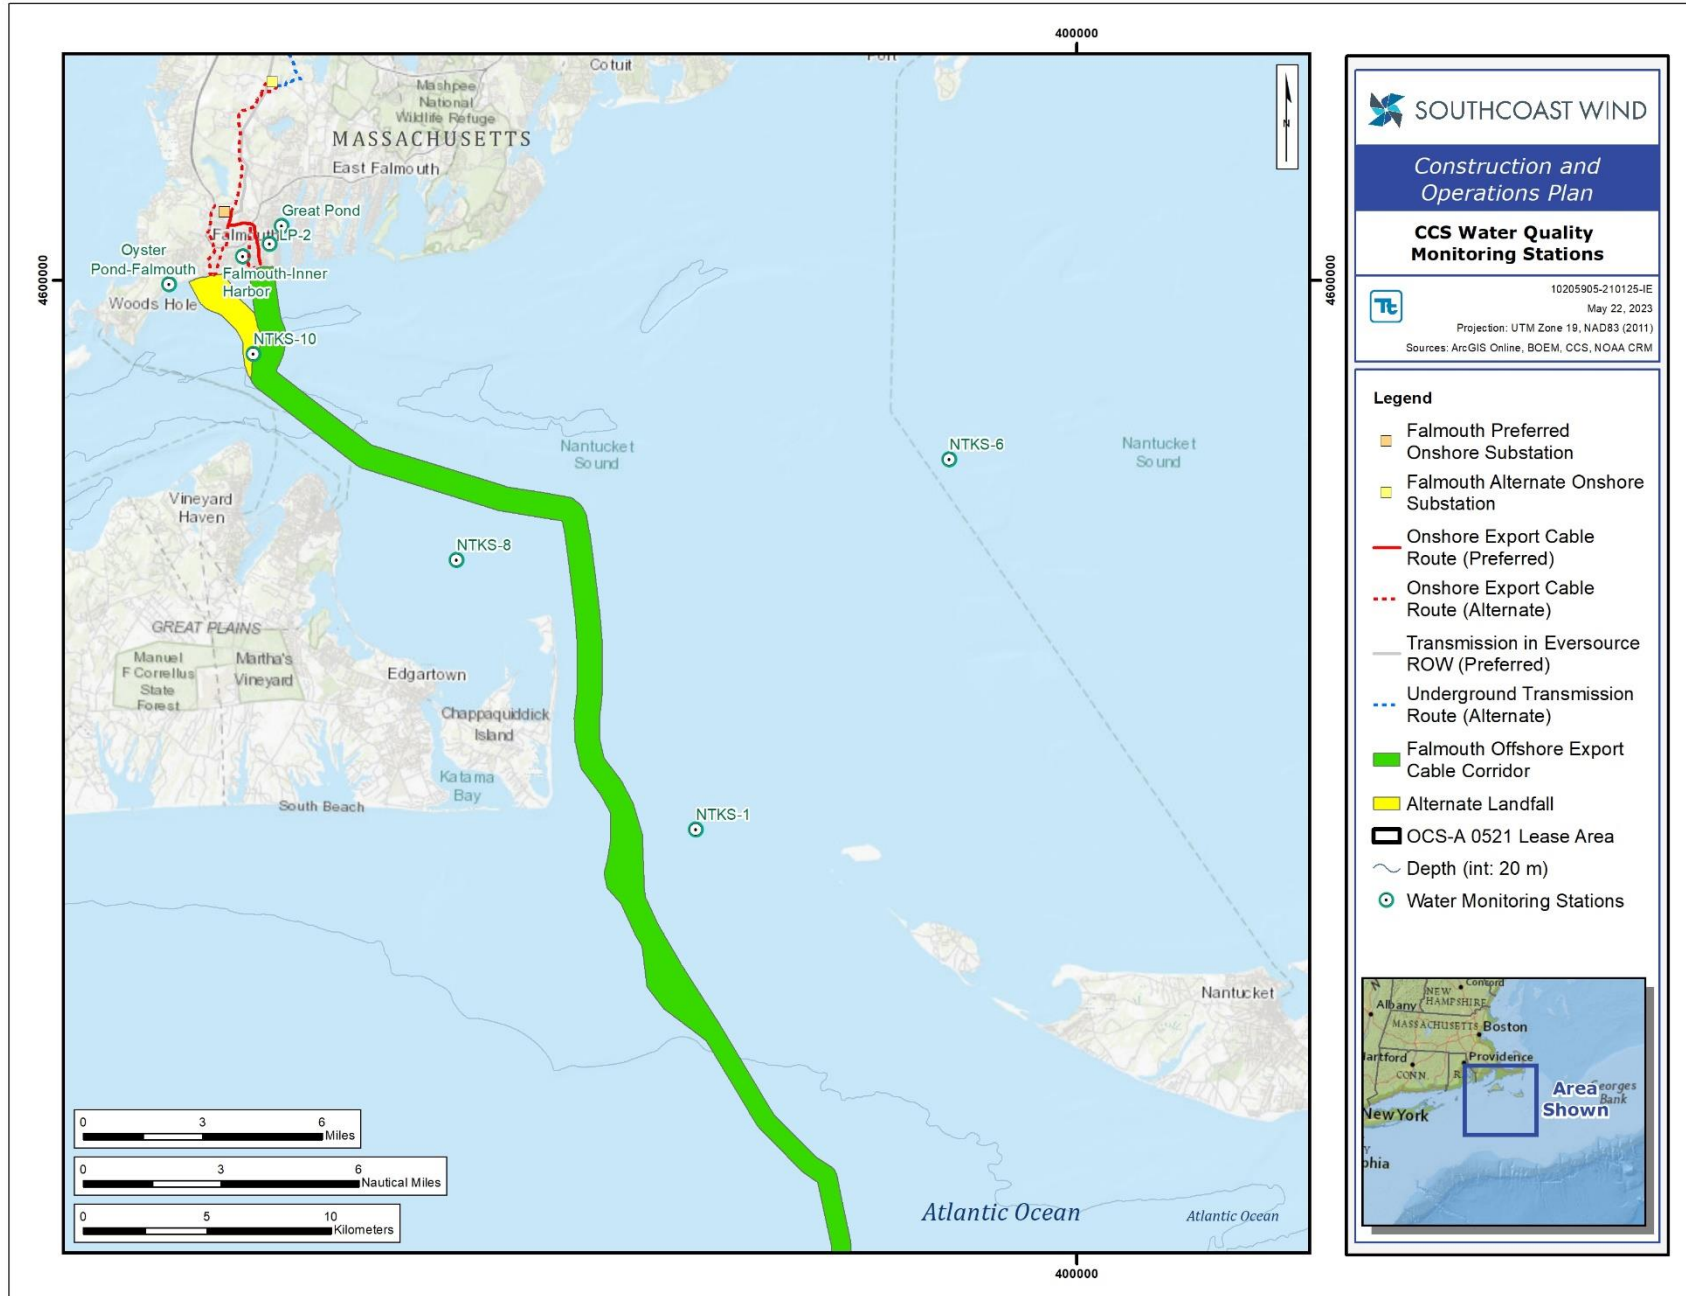 400000
Cotuit
Port
Mashpee
National
Wildlife Refuge
MASSACHUSETTS
East Falmouth
Great Pond
Falmouth
LP-2
Oyster
Pond-Falmouth
Falmouth-Inner
Harbor
Woods Hole
4600000
4600000
NTKS-10
N
Nantucket
Sound
NTKS-6
Nantucket
Sound
Vineyard
Haven
NTKS-8
GREAT PLAINS
Manuel
F Correllus
State
Forest
Martha's
Vineyard
Edgartown
Chappaquiddick
Island
Katama
Bay
South Beach
NTKS-1
Nantucket
0 3 6
Miles
0 3 6
Nautical Miles
0 5 10
Kilometers
Atlantic Ocean
Atlantic Ocean
400000
SOUTHCOAST WIND
Construction and
Operations Plan
CCS Water Quality
Monitoring Stations
Tt
10205905-210125-IE
May 22, 2023
Projection: UTM Zone 19, NAD83 (2011)
Sources: ArcGIS Online, BOEM, CCS, NOAA CRM
Legend
Falmouth Preferred
Onshore Substation
Falmouth Alternate Onshore
Substation
Onshore Export Cable
Route (Preferred)
Onshore Export Cable
Route (Alternate)
Transmission in Eversource
ROW (Preferred)
Underground Transmission
Route (Alternate)
Falmouth Offshore Export
Cable Corridor
Alternate Landfall
OCS-A 0521 Lease Area
Depth (int: 20 m)
Water Monitoring Stations
Concord
NEW
HAMPSHIRE
Albany
MASSACHUSETTS
Boston
Hartford
Providence
CONN.
R.I.
New York
phia
Area
Shown
Georges
Bank